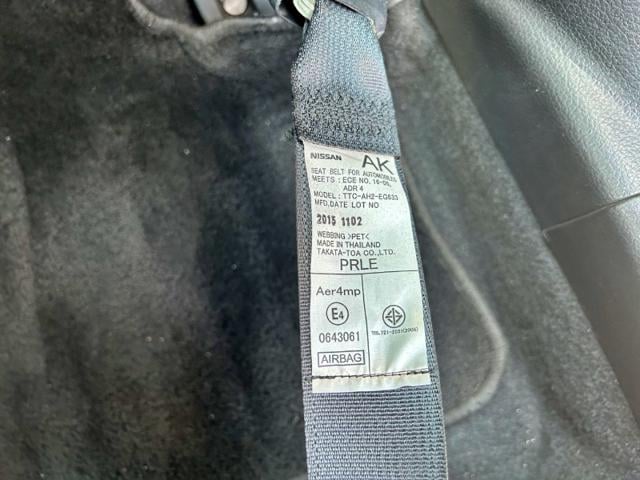 NISSAN AK
SEAT BELT FOR AUTOMOBILES
MEETS : ECE NO. 16-06,
ADR 4
MODEL : TTC-AH2-EG633
MFD,DATE LOT NO
2015 1102
WEBBING >PET<
MADE IN THAILAND
TAKATA-TOA CO.,LTD.
PRLE
Aer4mp
E4
0643061
AIRBAG